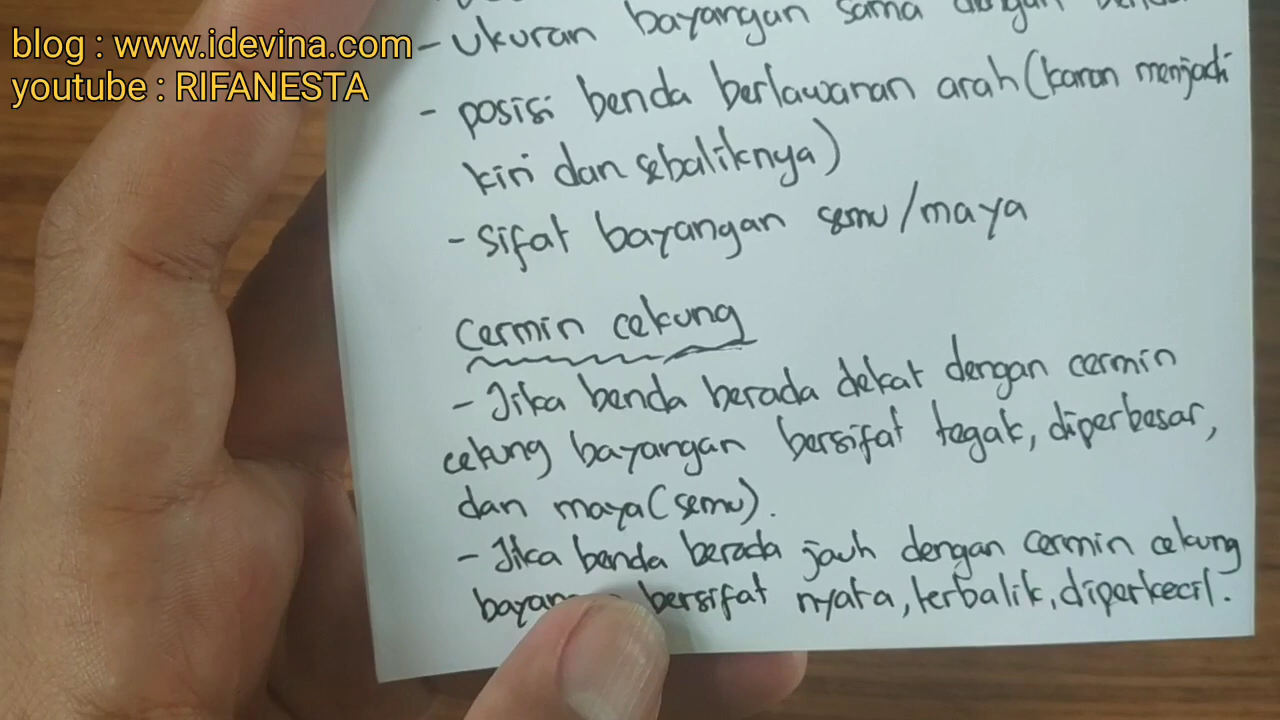 blog : www.idevina.com
youtube : RIFANESTA
- ukuran bayangan sama dengan
- posisi benda berlawanan arah (kanan menjadi
kiri dan sebaliknya)
- sifat bayangan semu/maya
Cermin cekung
- Jika benda berada dekat dengan cermin
cekung bayangan bersifat tegak, diperbesar,
dan maya (semu).
- Jika benda berada jauh dengan cermin cekung
bersifat nyata, terbalik, diperkecil.